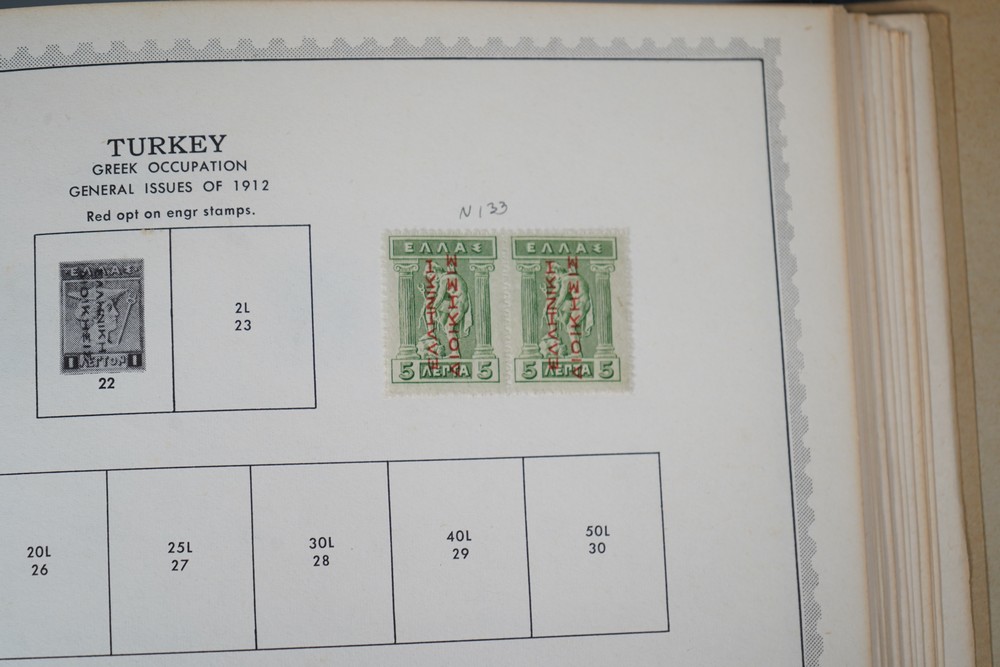 TURKEY
GREEK OCCUPATION
GENERAL ISSUES OF 1912
Red opt on engr stamps.
N133
ΕΛΛΑΣ
ΕΛΛΗΝΙΚΗ
ΔΙΟΙΚΗΣΙΣ
1 ΛΕΠΤΟΝ 1
22
2L
23
ΕΛΛΑΣ
ΕΛΛΗΝΙΚΗ
ΔΙΟΙΚΗΣΙΣ
5 ΛΕΠΤΑ 5
ΕΛΛΑΣ
ΕΛΛΗΝΙΚΗ
ΔΙΟΙΚΗΣΙΣ
5 ΛΕΠΤΑ 5
20L
26
25L
27
30L
28
40L
29
50L
30